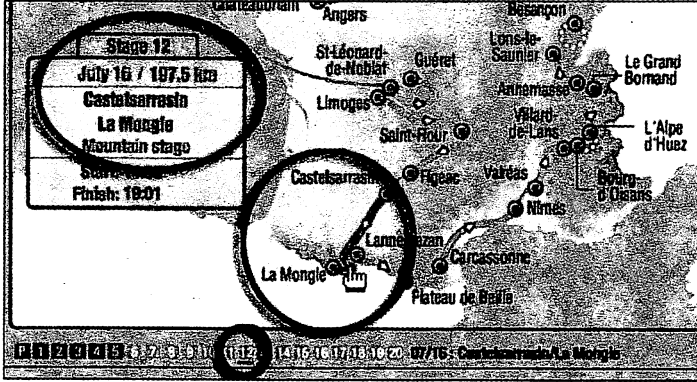 Angers
Besançon
Stage 12
July 16 / 197.5 km
Castelsarrasin
La Mongie
Mountain stage
Finish: 18:01
St-Léonard-
de-Noblat
Guéret
Limoges
Saint-Flour
Castelsarrasin
Figeac
Lannemezan
La Mongie
Plateau de Beille
Carcassonne
Lons-le-
Saunier
Annemasse
Le Grand
Bornand
Villard-
de-Lans
L'Alpe
d'Huez
Bourg-
d'Oisans
Valréas
Nîmes
P 1 2 3 4 5 6 7 8 9 10 11 12 14 15 16 17 18 19 20 07/16 - Castelsarrasin/La Mongie